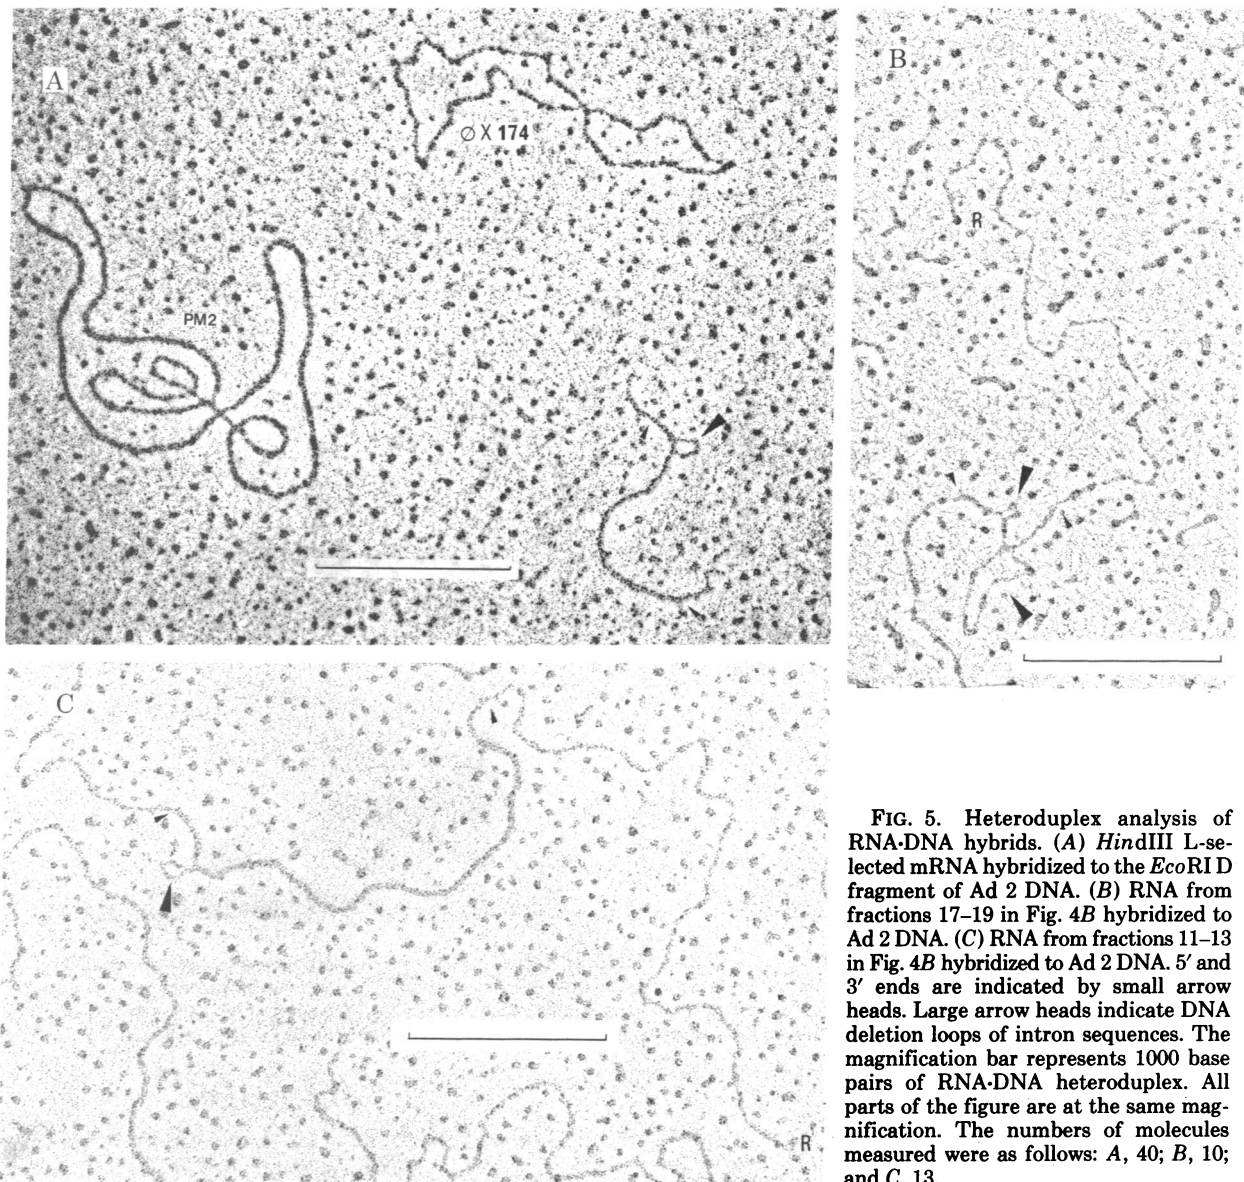 A
ØX 174
PM2
B
R
C
R
FIG. 5. Heteroduplex analysis of
RNA·DNA hybrids. (A) HindIII L-se-
lected mRNA hybridized to the EcoRI D
fragment of Ad 2 DNA. (B) RNA from
fractions 17–19 in Fig. 4B hybridized to
Ad 2 DNA. (C) RNA from fractions 11–13
in Fig. 4B hybridized to Ad 2 DNA. 5′ and
3′ ends are indicated by small arrow
heads. Large arrow heads indicate DNA
deletion loops of intron sequences. The
magnification bar represents 1000 base
pairs of RNA·DNA heteroduplex. All
parts of the figure are at the same mag-
nification. The numbers of molecules
measured were as follows: A, 40; B, 10;
and C, 13.